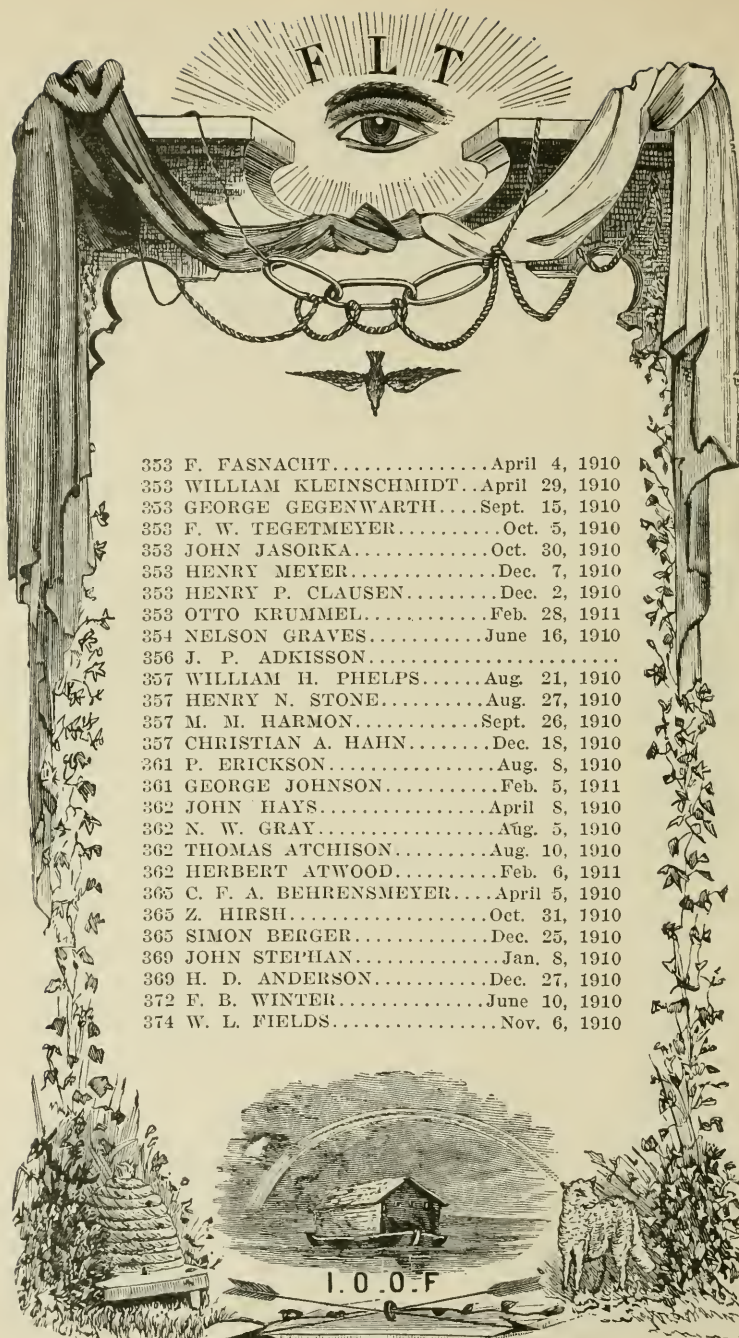 F L T
353 F. FASNACHT................April 4, 1910
353 WILLIAM KLEINSCHMIDT..April 29, 1910
353 GEORGE GEGENWARTH....Sept. 15, 1910
353 F. W. TEGETMEYER..........Oct. 5, 1910
353 JOHN JASORKA.............Oct. 30, 1910
353 HENRY MEYER..............Dec. 7, 1910
353 HENRY P. CLAUSEN.........Dec. 2, 1910
353 OTTO KRUMMEL............Feb. 28, 1911
354 NELSON GRAVES...........June 16, 1910
356 J. P. ADKISSON......................
357 WILLIAM H. PHELPS......Aug. 21, 1910
357 HENRY N. STONE..........Aug. 27, 1910
357 M. M. HARMON............Sept. 26, 1910
357 CHRISTIAN A. HAHN........Dec. 18, 1910
361 P. ERICKSON...............Aug. 8, 1910
361 GEORGE JOHNSON...........Feb. 5, 1911
362 JOHN HAYS................April 8, 1910
362 N. W. GRAY................Aug. 5, 1910
362 THOMAS ATCHISON.........Aug. 10, 1910
362 HERBERT ATWOOD..........Feb. 6, 1911
365 C. F. A. BEHRENSMEYER....April 5, 1910
365 Z. HIRSH..................Oct. 31, 1910
365 SIMON BERGER.............Dec. 25, 1910
369 JOHN STEPHAN..............Jan. 8, 1910
369 H. D. ANDERSON...........Dec. 27, 1910
372 F. B. WINTER.............June 10, 1910
374 W. L. FIELDS...............Nov. 6, 1910
I.O.O.F